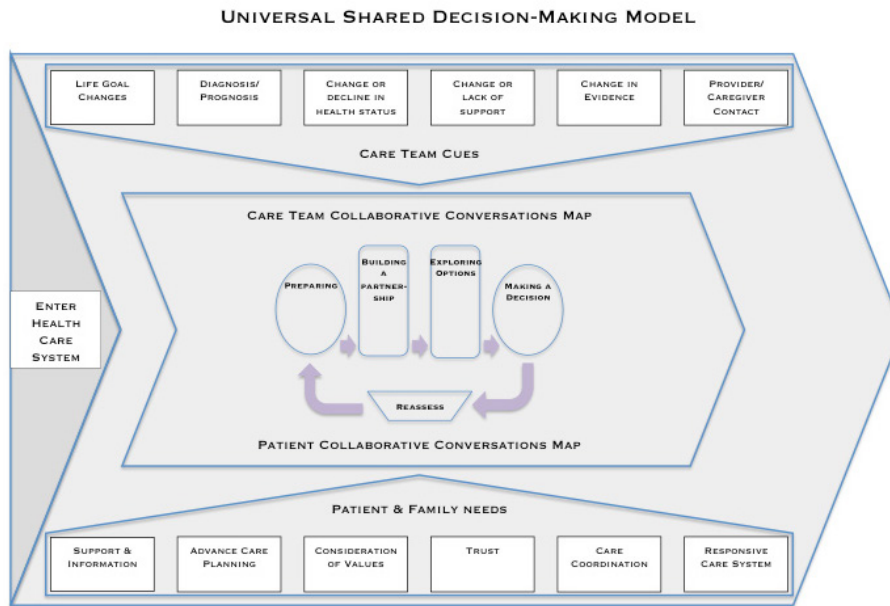 UNIVERSAL SHARED DECISION-MAKING MODEL
LIFE GOAL
CHANGES
DIAGNOSIS/
PROGNOSIS
CHANGE OR
DECLINE IN
HEALTH STATUS
CHANGE OR
LACK OF
SUPPORT
CHANGE IN
EVIDENCE
PROVIDER/
CAREGIVER
CONTACT
CARE TEAM CUES
CARE TEAM COLLABORATIVE CONVERSATIONS MAP
PREPARING
BUILDING
A
PARTNER-
SHIP
EXPLORING
OPTIONS
MAKING A
DECISION
ENTER
HEALTH
CARE
SYSTEM
REASSESS
PATIENT COLLABORATIVE CONVERSATIONS MAP
PATIENT & FAMILY NEEDS
SUPPORT &
INFORMATION
ADVANCE CARE
PLANNING
CONSIDERATION
OF VALUES
TRUST
CARE
COORDINATION
RESPONSIVE
CARE SYSTEM